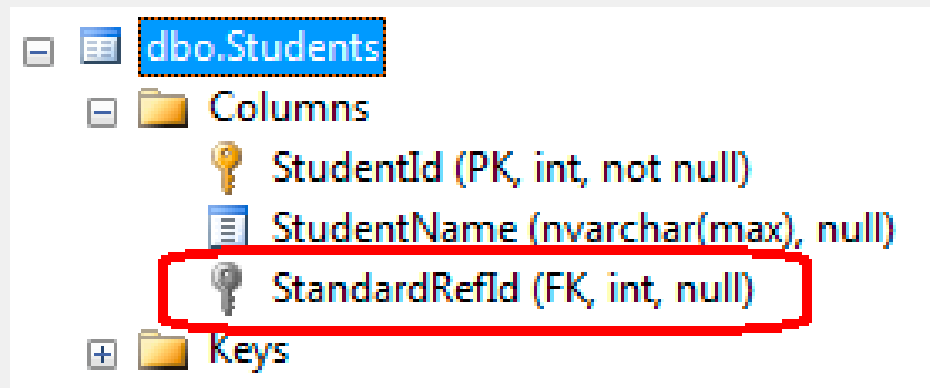 dbo.Students
Columns
StudentId (PK, int, not null)
StudentName (nvarchar(max), null)
StandardRefId (FK, int, null)
Keys